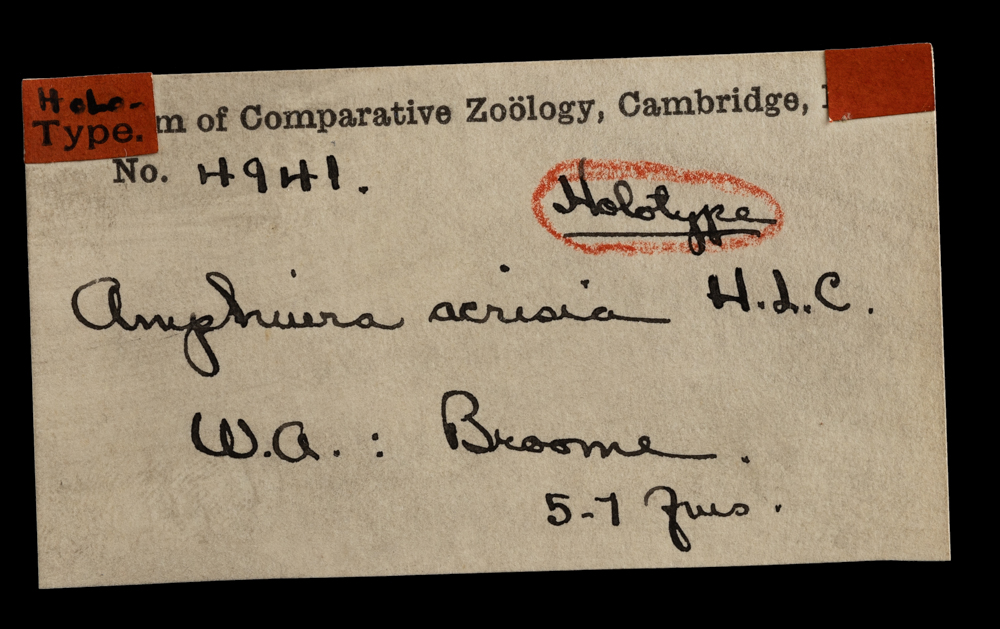 Holo-
Type.
m of Comparative Zoölogy, Cambridge,
No. 4941.
Holotype
Amphiura acrisia H.L.C.
W.A. : Broome.
5-7 fms.